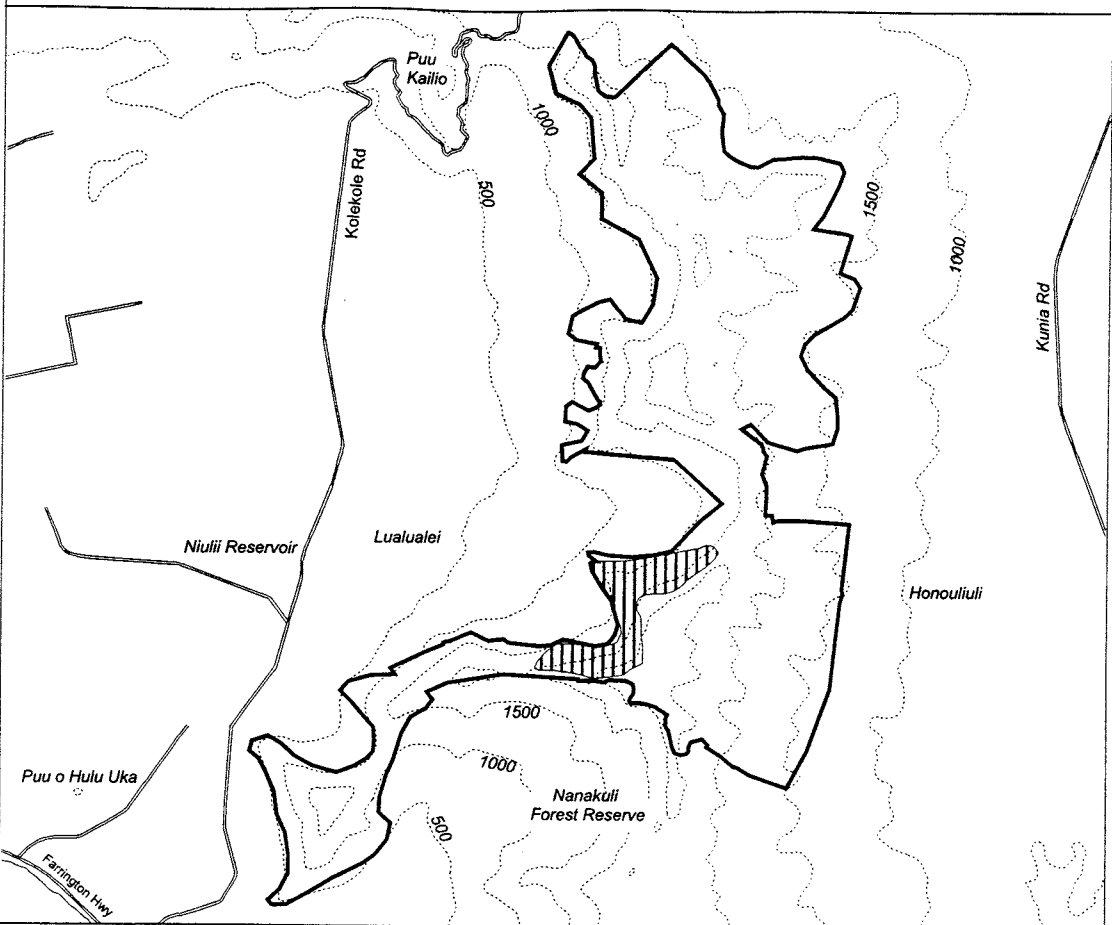 Puu
Kailio
1000
500
Kolekole Rd
1500
1000
Kunia Rd
Niulii Reservoir
Lualualei
Honouliuli
1500
1000
Puu o Hulu Uka
Nanakuli
Forest Reserve
500
Farrington Hwy